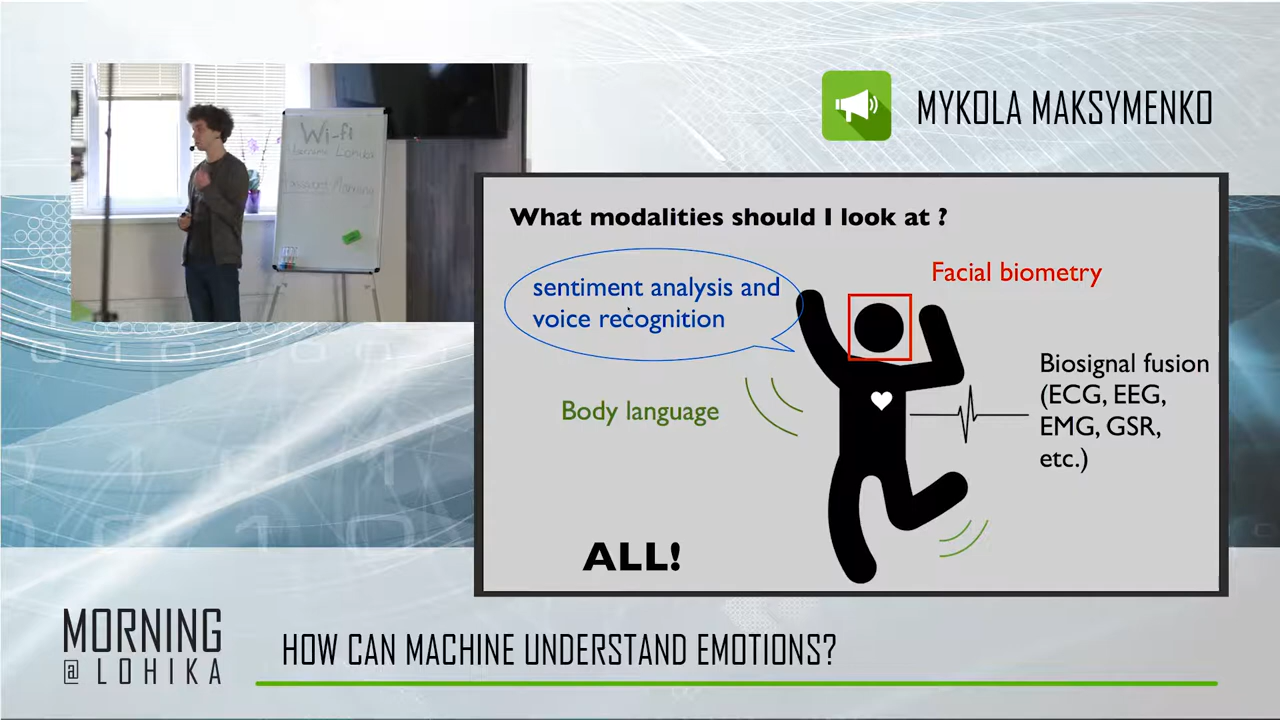 MYKOLA MAKSYMENKO
Wi-fi
What modalities should I look at ?
sentiment analysis and
voice recognition
Facial biometry
Body language
Biosignal fusion
(ECG, EEG,
EMG, GSR,
etc.)
ALL!
MORNING
@ LOHIKA
HOW CAN MACHINE UNDERSTAND EMOTIONS?